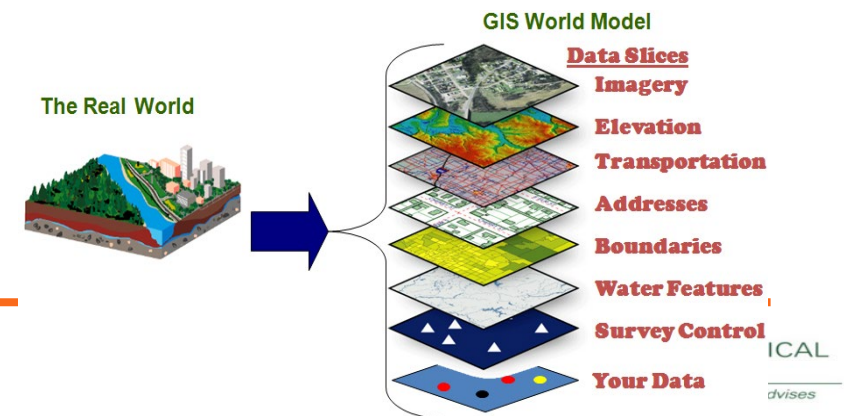 GIS World Model
The Real World
Data Slices
Imagery
Elevation
Transportation
Addresses
Boundaries
Water Features
Survey Control
Your Data
ICAL
dvises